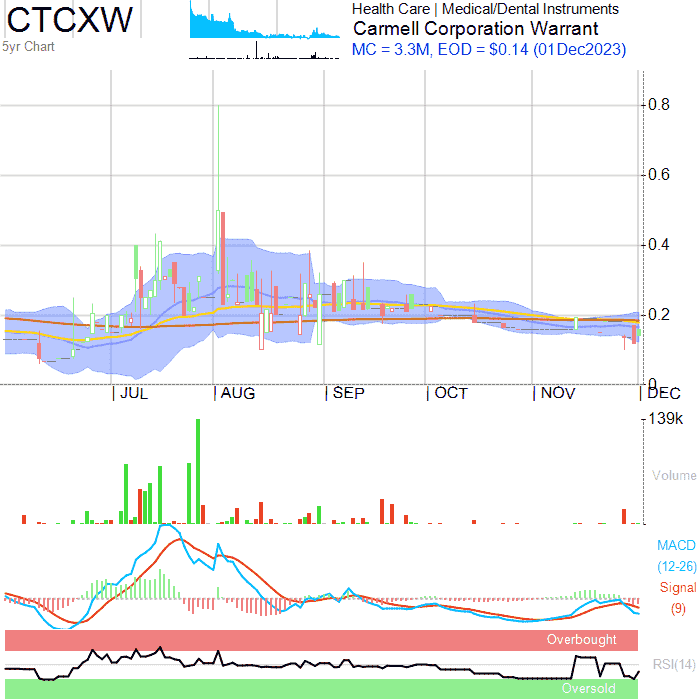 CTCXW
5yr Chart
Health Care | Medical/Dental Instruments
Carmell Corporation Warrant
MC = 3.3M, EOD = $0.14 (01Dec2023)
0.8
0.6
0.4
0.2
0
JUL AUG SEP OCT NOV DEC
139k
Volume
MACD
(12-26)
Signal
(9)
Overbought
RSI(14)
Oversold